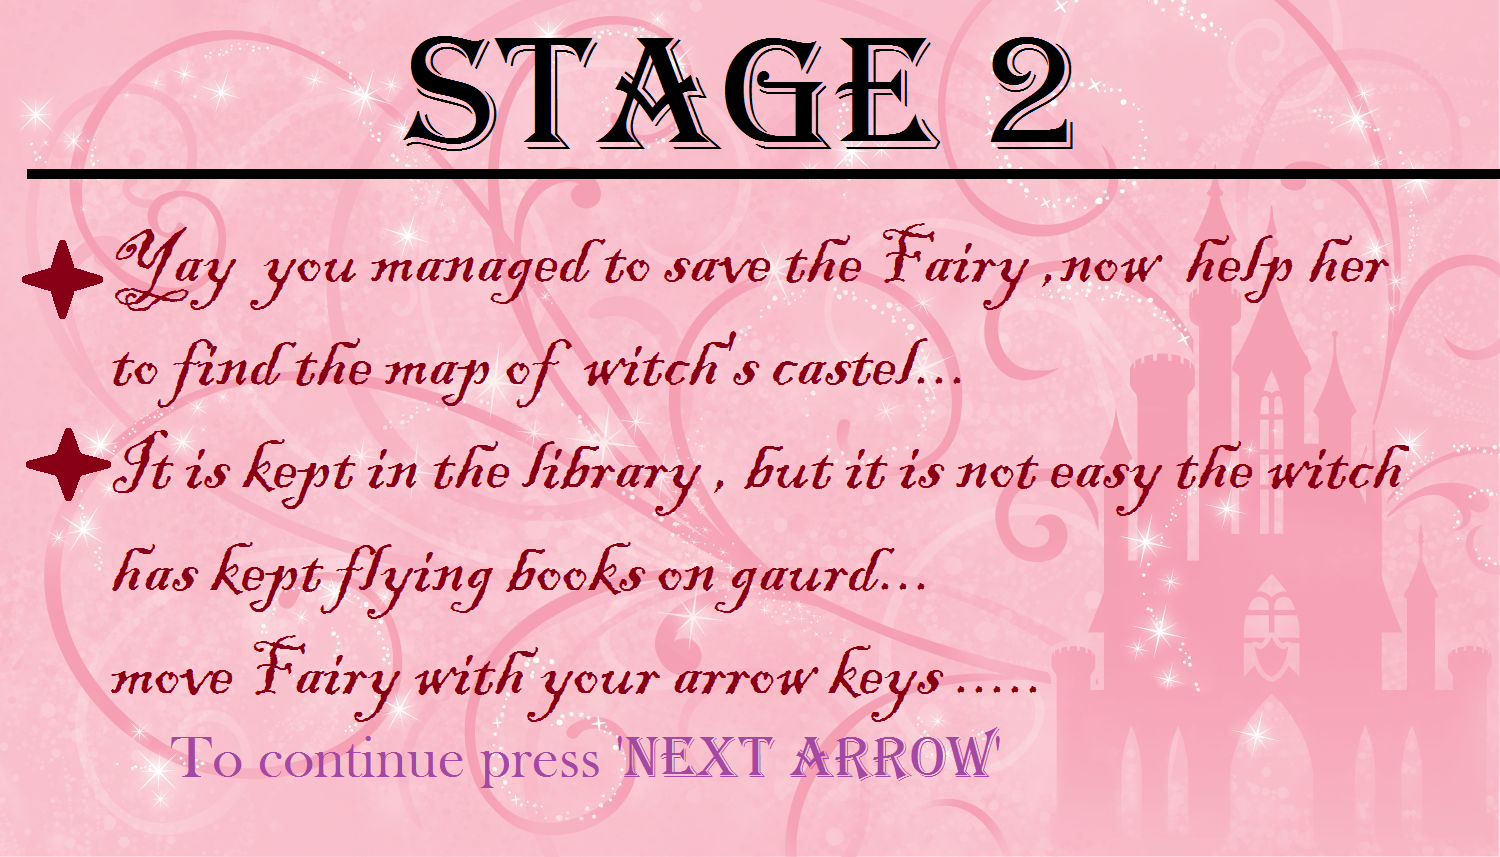 STAGE 2
Yay you managed to save the Fairy ,now help her
to find the map of witch's castel...
It is kept in the library , but it is not easy the witch
has kept flying books on gaurd...
move Fairy with your arrow keys .....
To continue press 'NEXT ARROW'